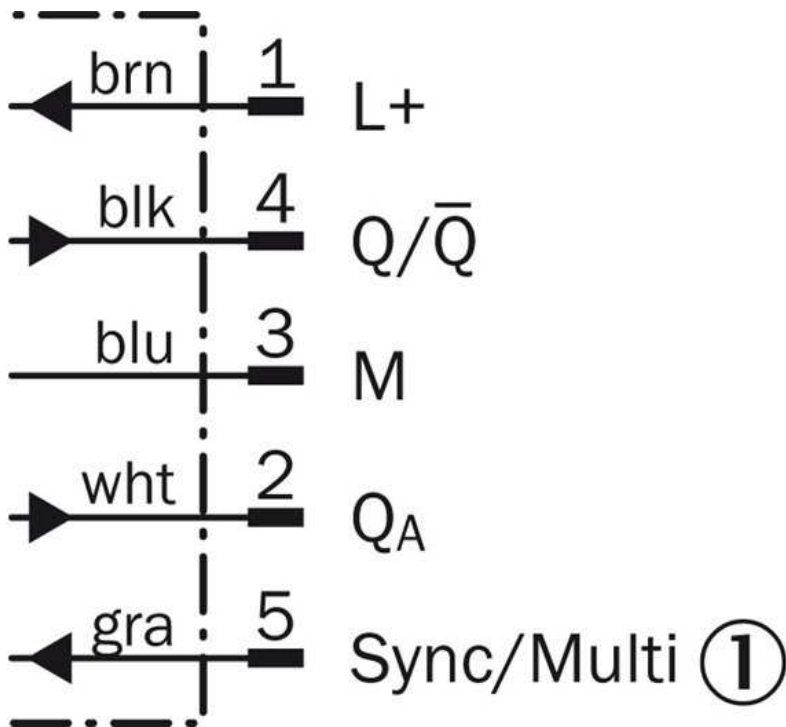 brn 1 L+
blk 4 Q/Q̅
blu 3 M
wht 2 QA
gra 5 Sync/Multi ①